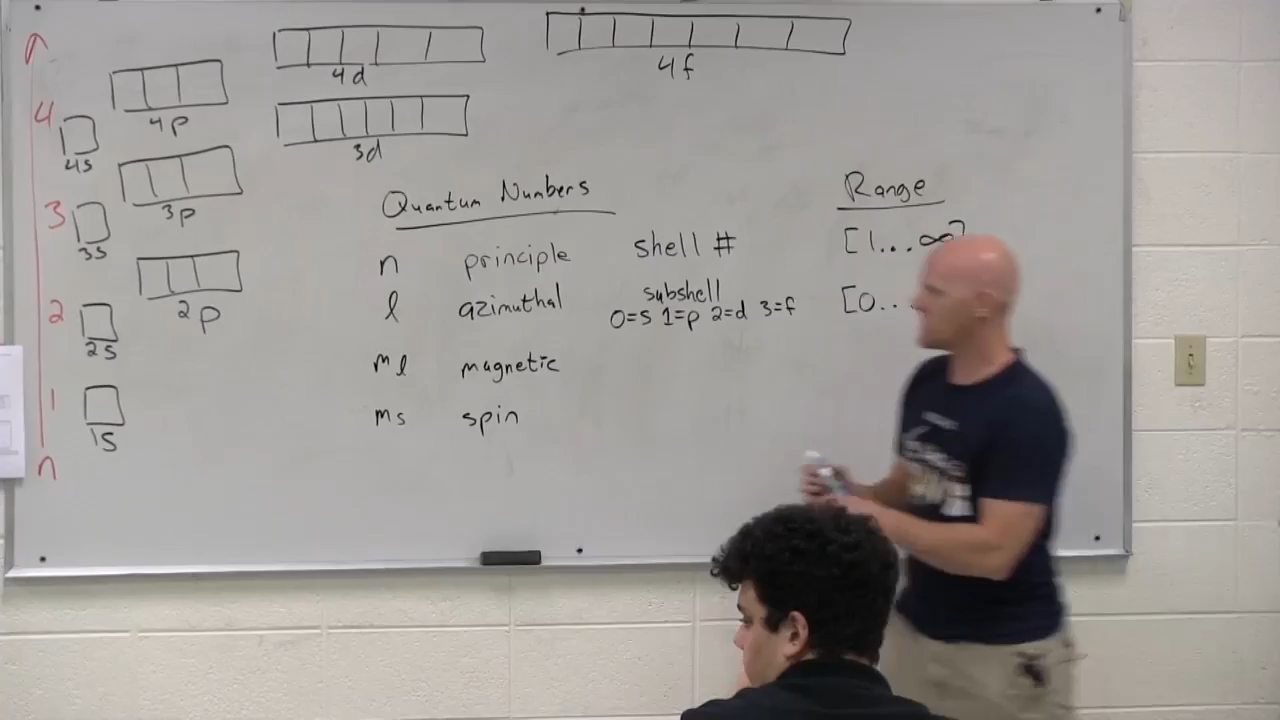 4d
4f
4
4p
4s
3d
3
3p
3s
2p
2
2s
1
1s
n
Quantum Numbers
Range
n principle shell # [1...∞]
l azimuthal subshell [0..
0=s 1=p 2=d 3=f
ml magnetic
ms spin